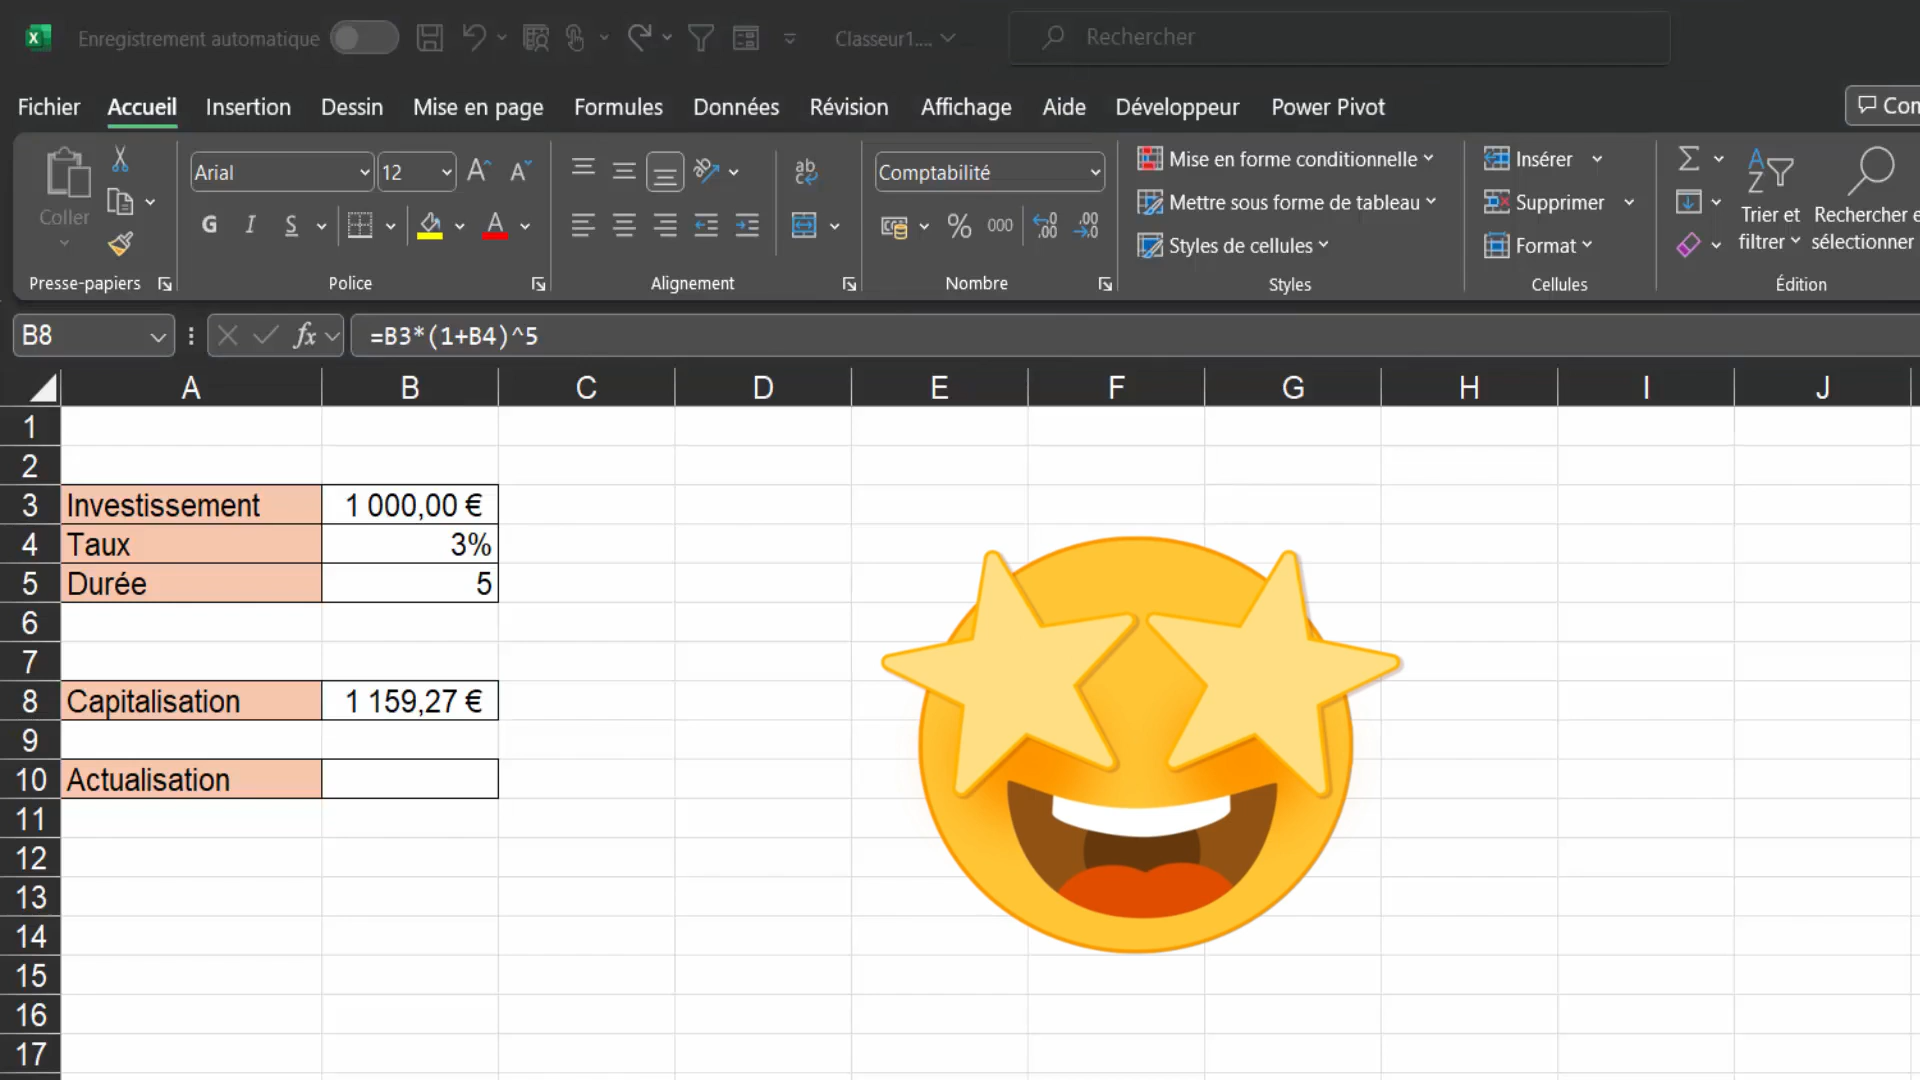 Enregistrement automatique
Classeur1....
Rechercher
Fichier Accueil Insertion Dessin Mise en page Formules Données Révision Affichage Aide Développeur Power Pivot
Coller
Presse-papiers
Arial 12
G I S
Police
ab
Alignement
Comptabilité
% 000
Nombre
Mise en forme conditionnelle
Mettre sous forme de tableau
Styles de cellules
Styles
Insérer
Supprimer
Format
Cellules
Trier et
filtrer
Rechercher
sélectionner
Édition
B8 fx =B3*(1+B4)^5
A B C D E F G H I J
1
2
3 Investissement 1 000,00 €
4 Taux 3%
5 Durée 5
6
7
8 Capitalisation 1 159,27 €
9
10 Actualisation
11
12
13
14
15
16
17